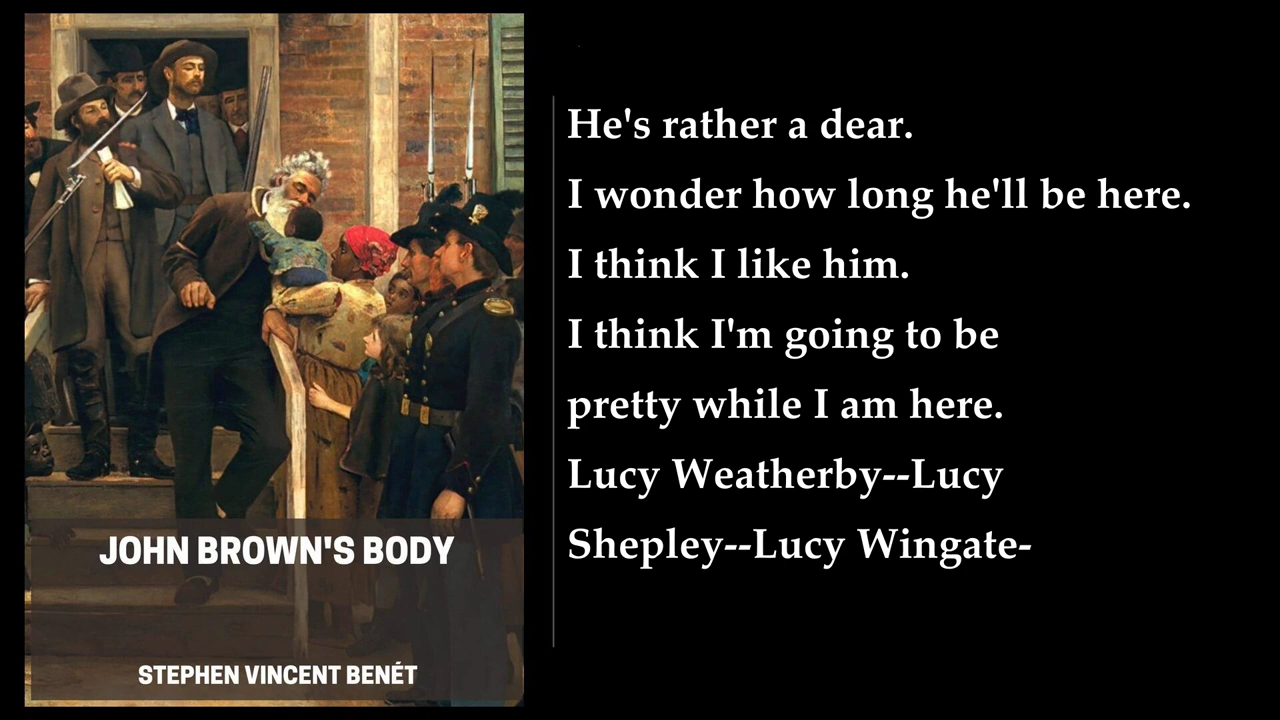 JOHN BROWN'S BODY
STEPHEN VINCENT BENÉT
He's rather a dear.
I wonder how long he'll be here.
I think I like him.
I think I'm going to be
pretty while I am here.
Lucy Weatherby--Lucy
Shepley--Lucy Wingate-